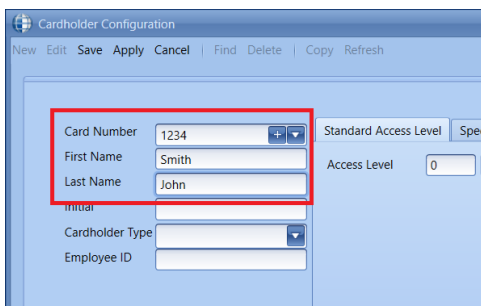 Cardholder Configuration
New Edit Save Apply Cancel | Find Delete | Copy Refresh
Card Number 1234 Standard Access Level
First Name Smith Access Level 0
Last Name John
Initial
Cardholder Type
Employee ID